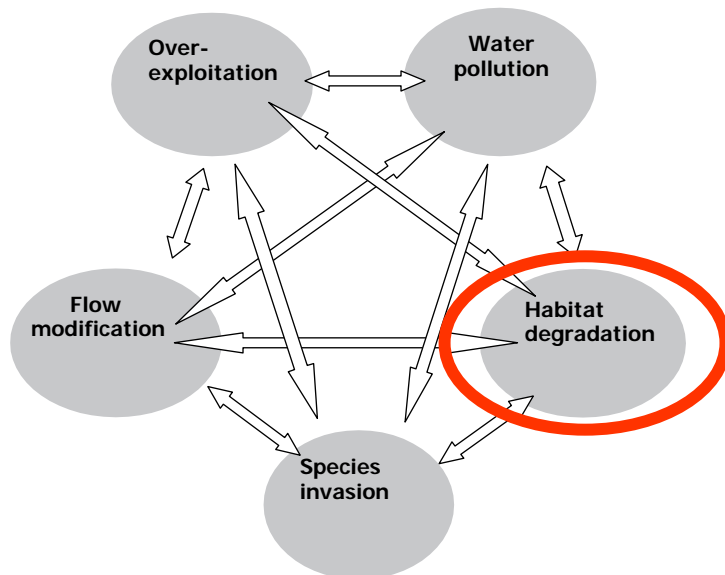 Over-
exploitation
Water
pollution
Flow
modification
Habitat
degradation
Species
invasion